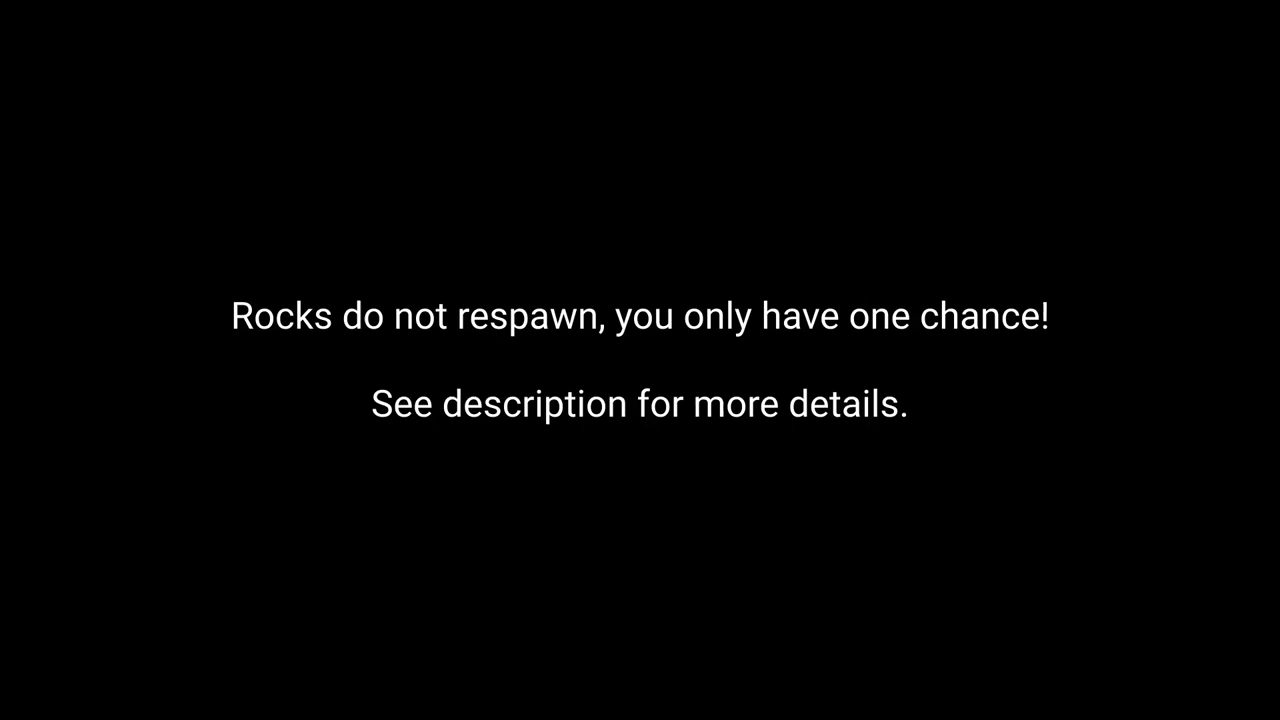 Rocks do not respawn, you only have one chance!
See description for more details.